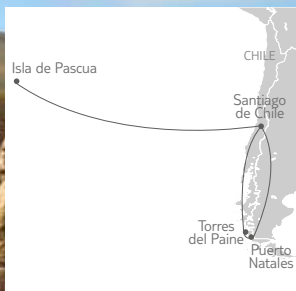 CHILE
Isla de Pascua
Santiago
de Chile
Torres
del Paine
Puerto
Natales